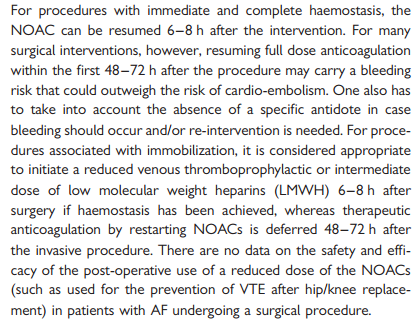 For procedures with immediate and complete haemostasis, the
NOAC can be resumed 6–8 h after the intervention. For many
surgical interventions, however, resuming full dose anticoagulation
within the first 48–72 h after the procedure may carry a bleeding
risk that could outweigh the risk of cardio-embolism. One also has
to take into account the absence of a specific antidote in case
bleeding should occur and/or re-intervention is needed. For proce-
dures associated with immobilization, it is considered appropriate
to initiate a reduced venous thromboprophylactic or intermediate
dose of low molecular weight heparins (LMWH) 6–8 h after
surgery if haemostasis has been achieved, whereas therapeutic
anticoagulation by restarting NOACs is deferred 48–72 h after
the invasive procedure. There are no data on the safety and effi-
cacy of the post-operative use of a reduced dose of the NOACs
(such as used for the prevention of VTE after hip/knee replace-
ment) in patients with AF undergoing a surgical procedure.